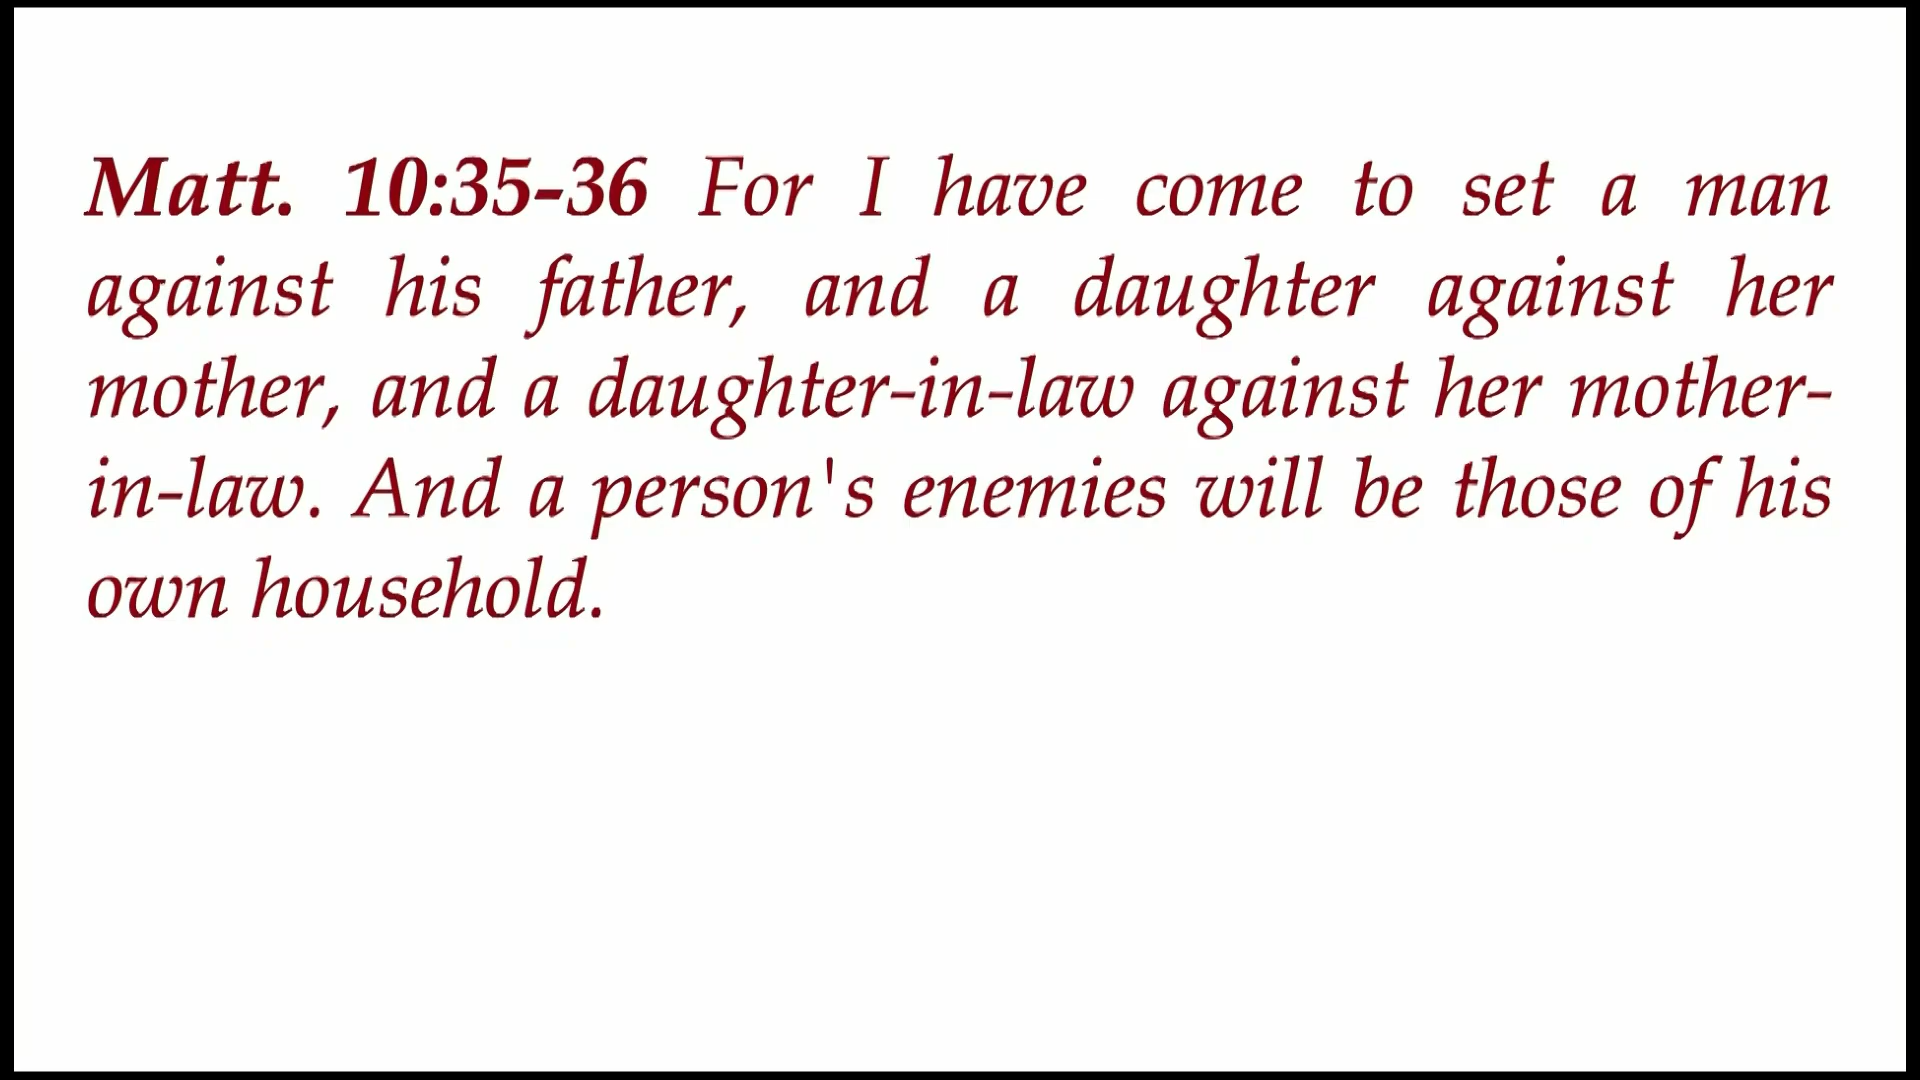 Matt. 10:35-36 For I have come to set a man
against his father, and a daughter against her
mother, and a daughter-in-law against her mother-
in-law. And a person's enemies will be those of his
own household.